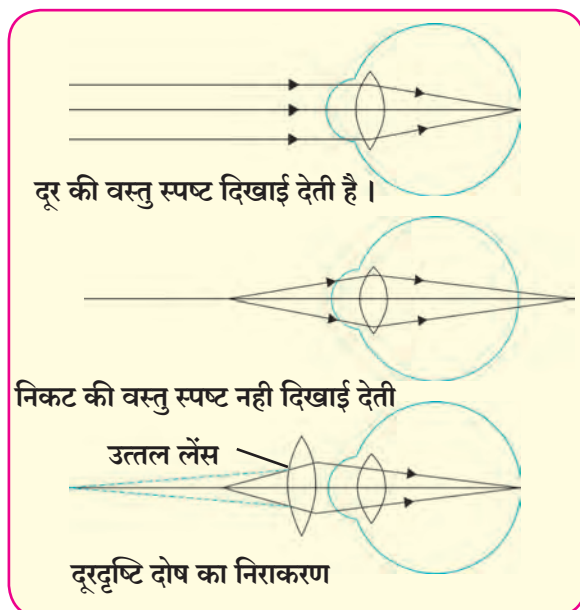 दूर की वस्तु स्पष्ट दिखाई देती है ।
निकट की वस्तु स्पष्ट नही दिखाई देती
उत्तल लेंस
दूरदृष्टि दोष का निराकरण